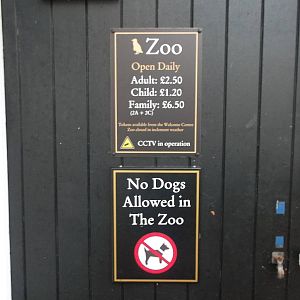 Zoo
Open Daily
Adult: £2.50
Child: £1.20
Family: £6.50
(2A + 2C)
Tickets available from the Welcome Centre
Zoo closed in inclement weather
CCTV in operation
No Dogs
Allowed in
The Zoo